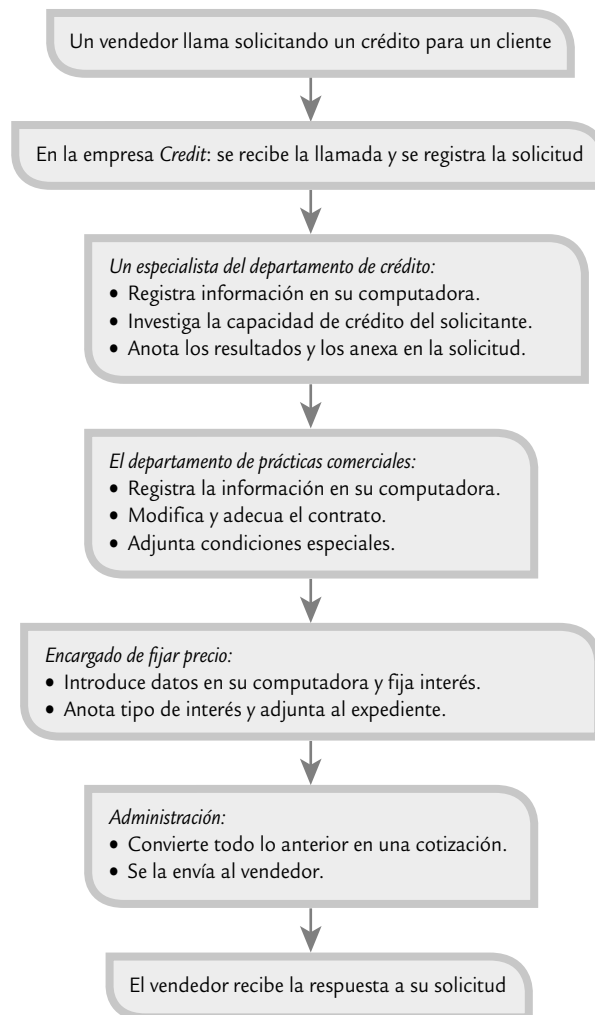 Un vendedor llama solicitando un crédito para un cliente
En la empresa Credit: se recibe la llamada y se registra la solicitud
Un especialista del departamento de crédito:
• Registra información en su computadora.
• Investiga la capacidad de crédito del solicitante.
• Anota los resultados y los anexa en la solicitud.
El departamento de prácticas comerciales:
• Registra la información en su computadora.
• Modifica y adecua el contrato.
• Adjunta condiciones especiales.
Encargado de fijar precio:
• Introduce datos en su computadora y fija interés.
• Anota tipo de interés y adjunta al expediente.
Administración:
• Convierte todo lo anterior en una cotización.
• Se la envía al vendedor.
El vendedor recibe la respuesta a su solicitud